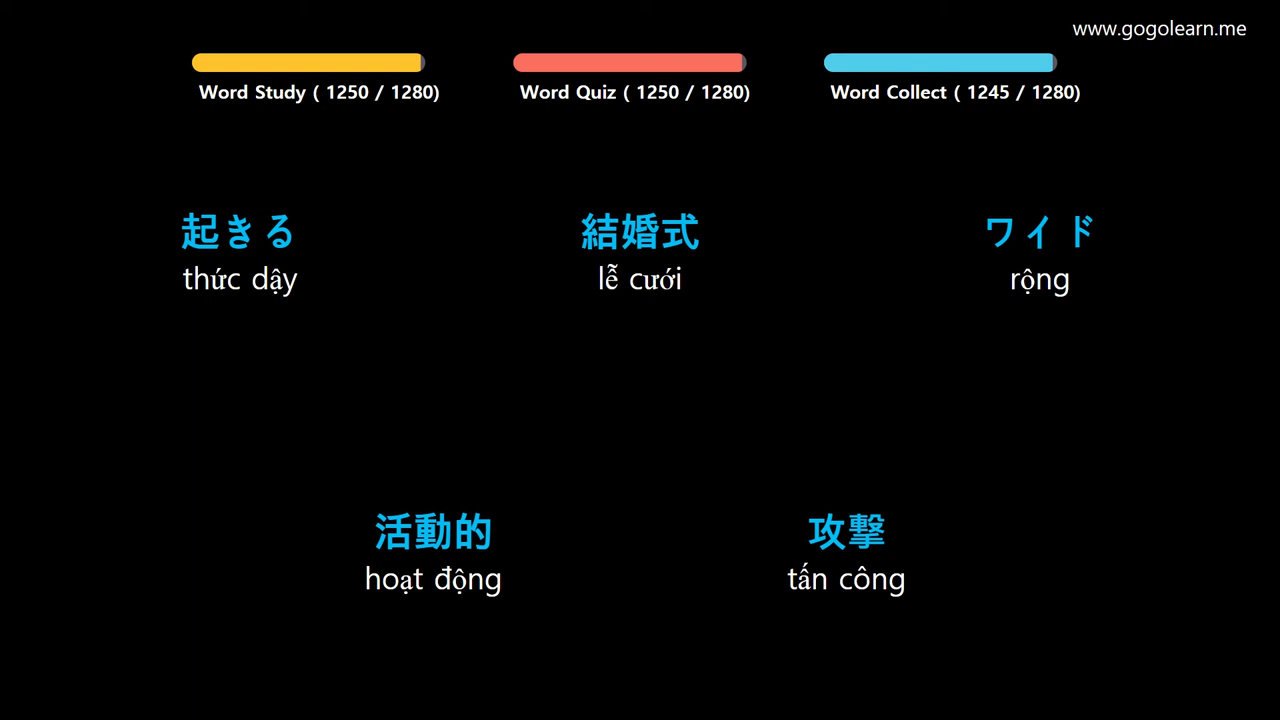 www.gogolearn.me
Word Study ( 1250 / 1280)
Word Quiz ( 1250 / 1280)
Word Collect ( 1245 / 1280)
起きる
thức dậy
結婚式
lễ cưới
ワイド
rộng
活動的
hoạt động
攻撃
tấn công